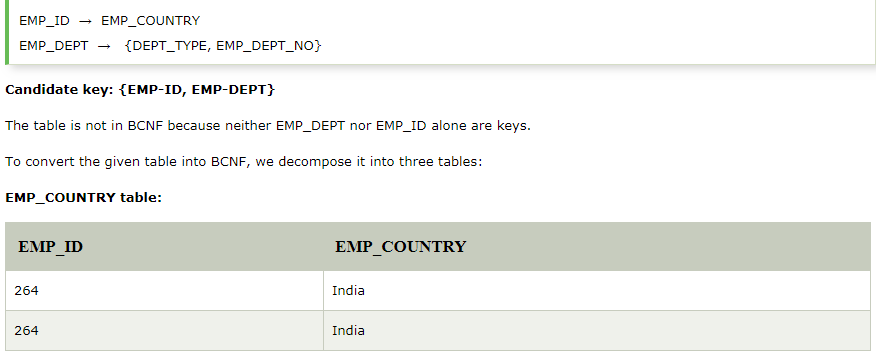 EMP_ID → EMP_COUNTRY
EMP_DEPT → {DEPT_TYPE, EMP_DEPT_NO}
Candidate key: {EMP-ID, EMP-DEPT}
The table is not in BCNF because neither EMP_DEPT nor EMP_ID alone are keys.
To convert the given table into BCNF, we decompose it into three tables:
EMP_COUNTRY table:
EMP_ID EMP_COUNTRY
264 India
264 India